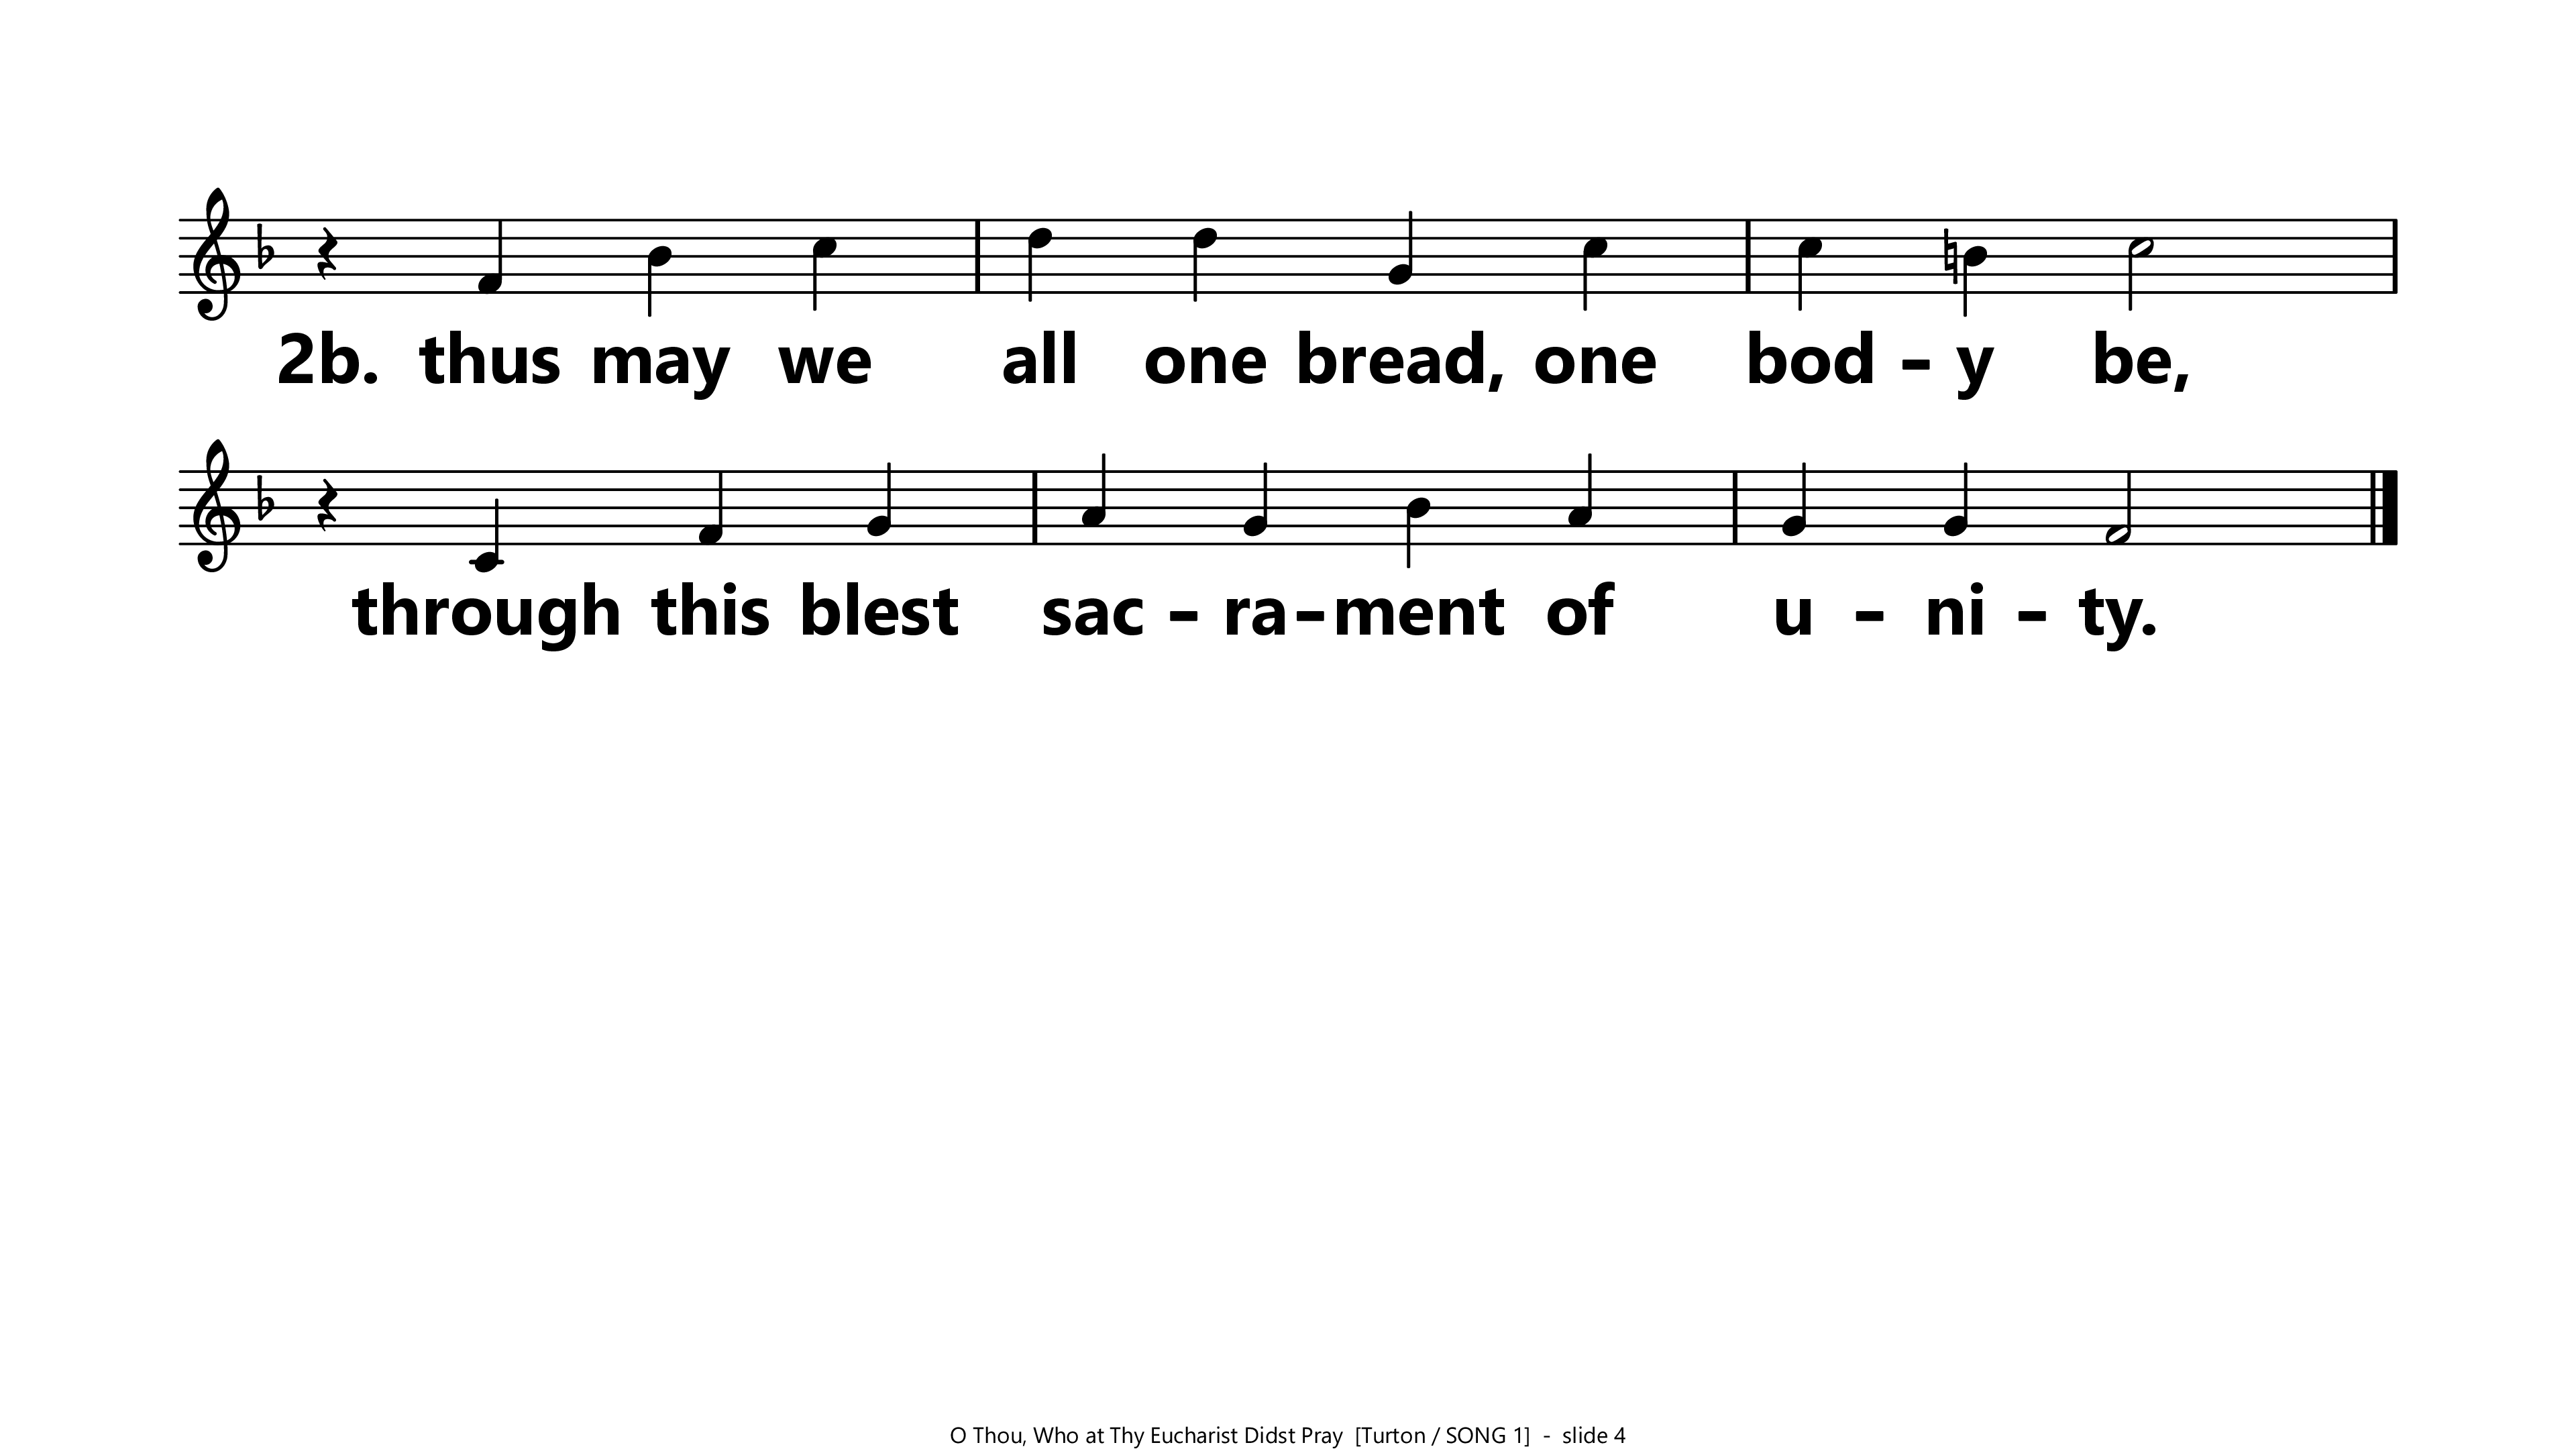 2b. thus may we all one bread, one bod - y be,
through this blest sac - ra - ment of u - ni - ty.
O Thou, Who at Thy Eucharist Didst Pray [Turton / SONG 1] - slide 4